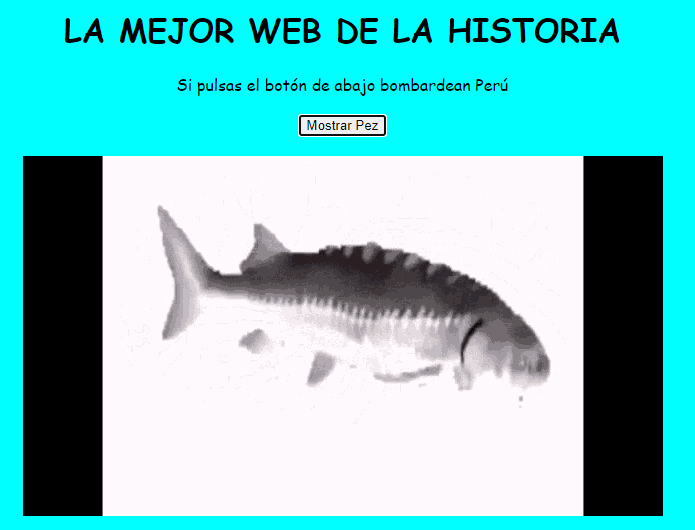 LA MEJOR WEB DE LA HISTORIA
Si pulsas el botón de abajo bombardean Perú
Mostrar Pez